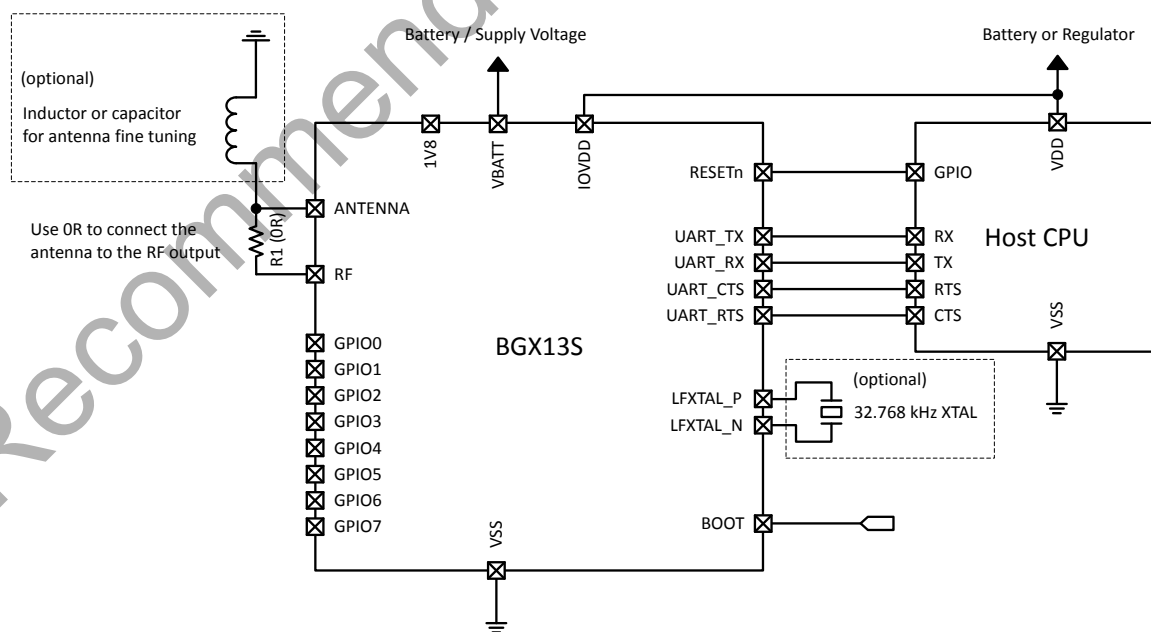 Battery / Supply Voltage
Battery or Regulator
(optional)
Inductor or capacitor
for antenna fine tuning
1V8
VBATT
IOVDD
VDD
RESETn
GPIO
ANTENNA
Use 0R to connect the
antenna to the RF output
R1 (0R)
RF
UART_TX
RX
UART_RX
TX
UART_CTS
RTS
UART_RTS
CTS
Host CPU
VSS
BGX13S
GPIO0
GPIO1
GPIO2
GPIO3
GPIO4
GPIO5
GPIO6
GPIO7
LFXTAL_P
LFXTAL_N
(optional)
32.768 kHz XTAL
BOOT
VSS
Recommend